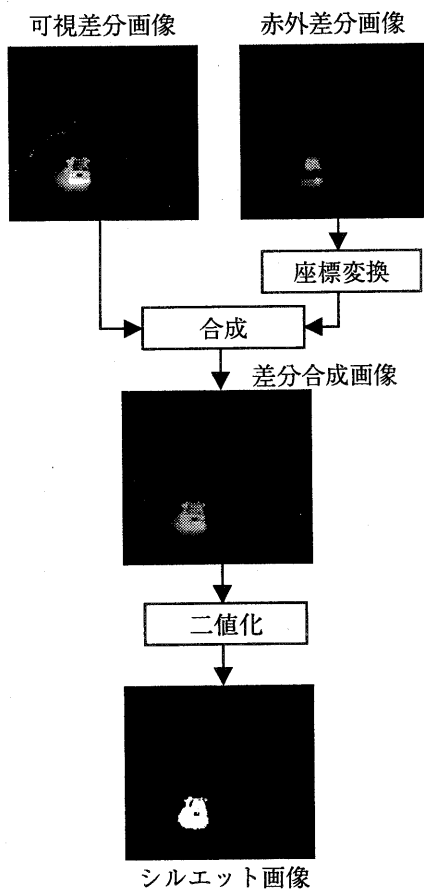 可視差分画像
赤外差分画像
座標変換
合成
差分合成画像
二値化
シルエット画像